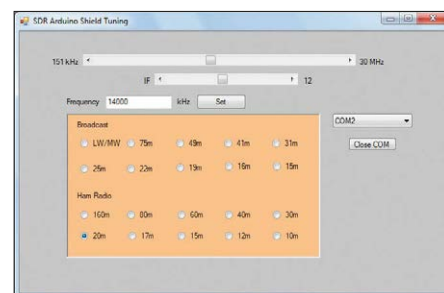 SDR Arduino Shield Tuning
151 kHz 30 MHz
IF 12
Frequency 14000 kHz Set
COM2
Broadcast
Close COM
LW/MW 75m 49m 41m 31m
25m 22m 19m 16m 15m
Ham Radio
160m 80m 60m 40m 30m
20m 17m 15m 12m 10m